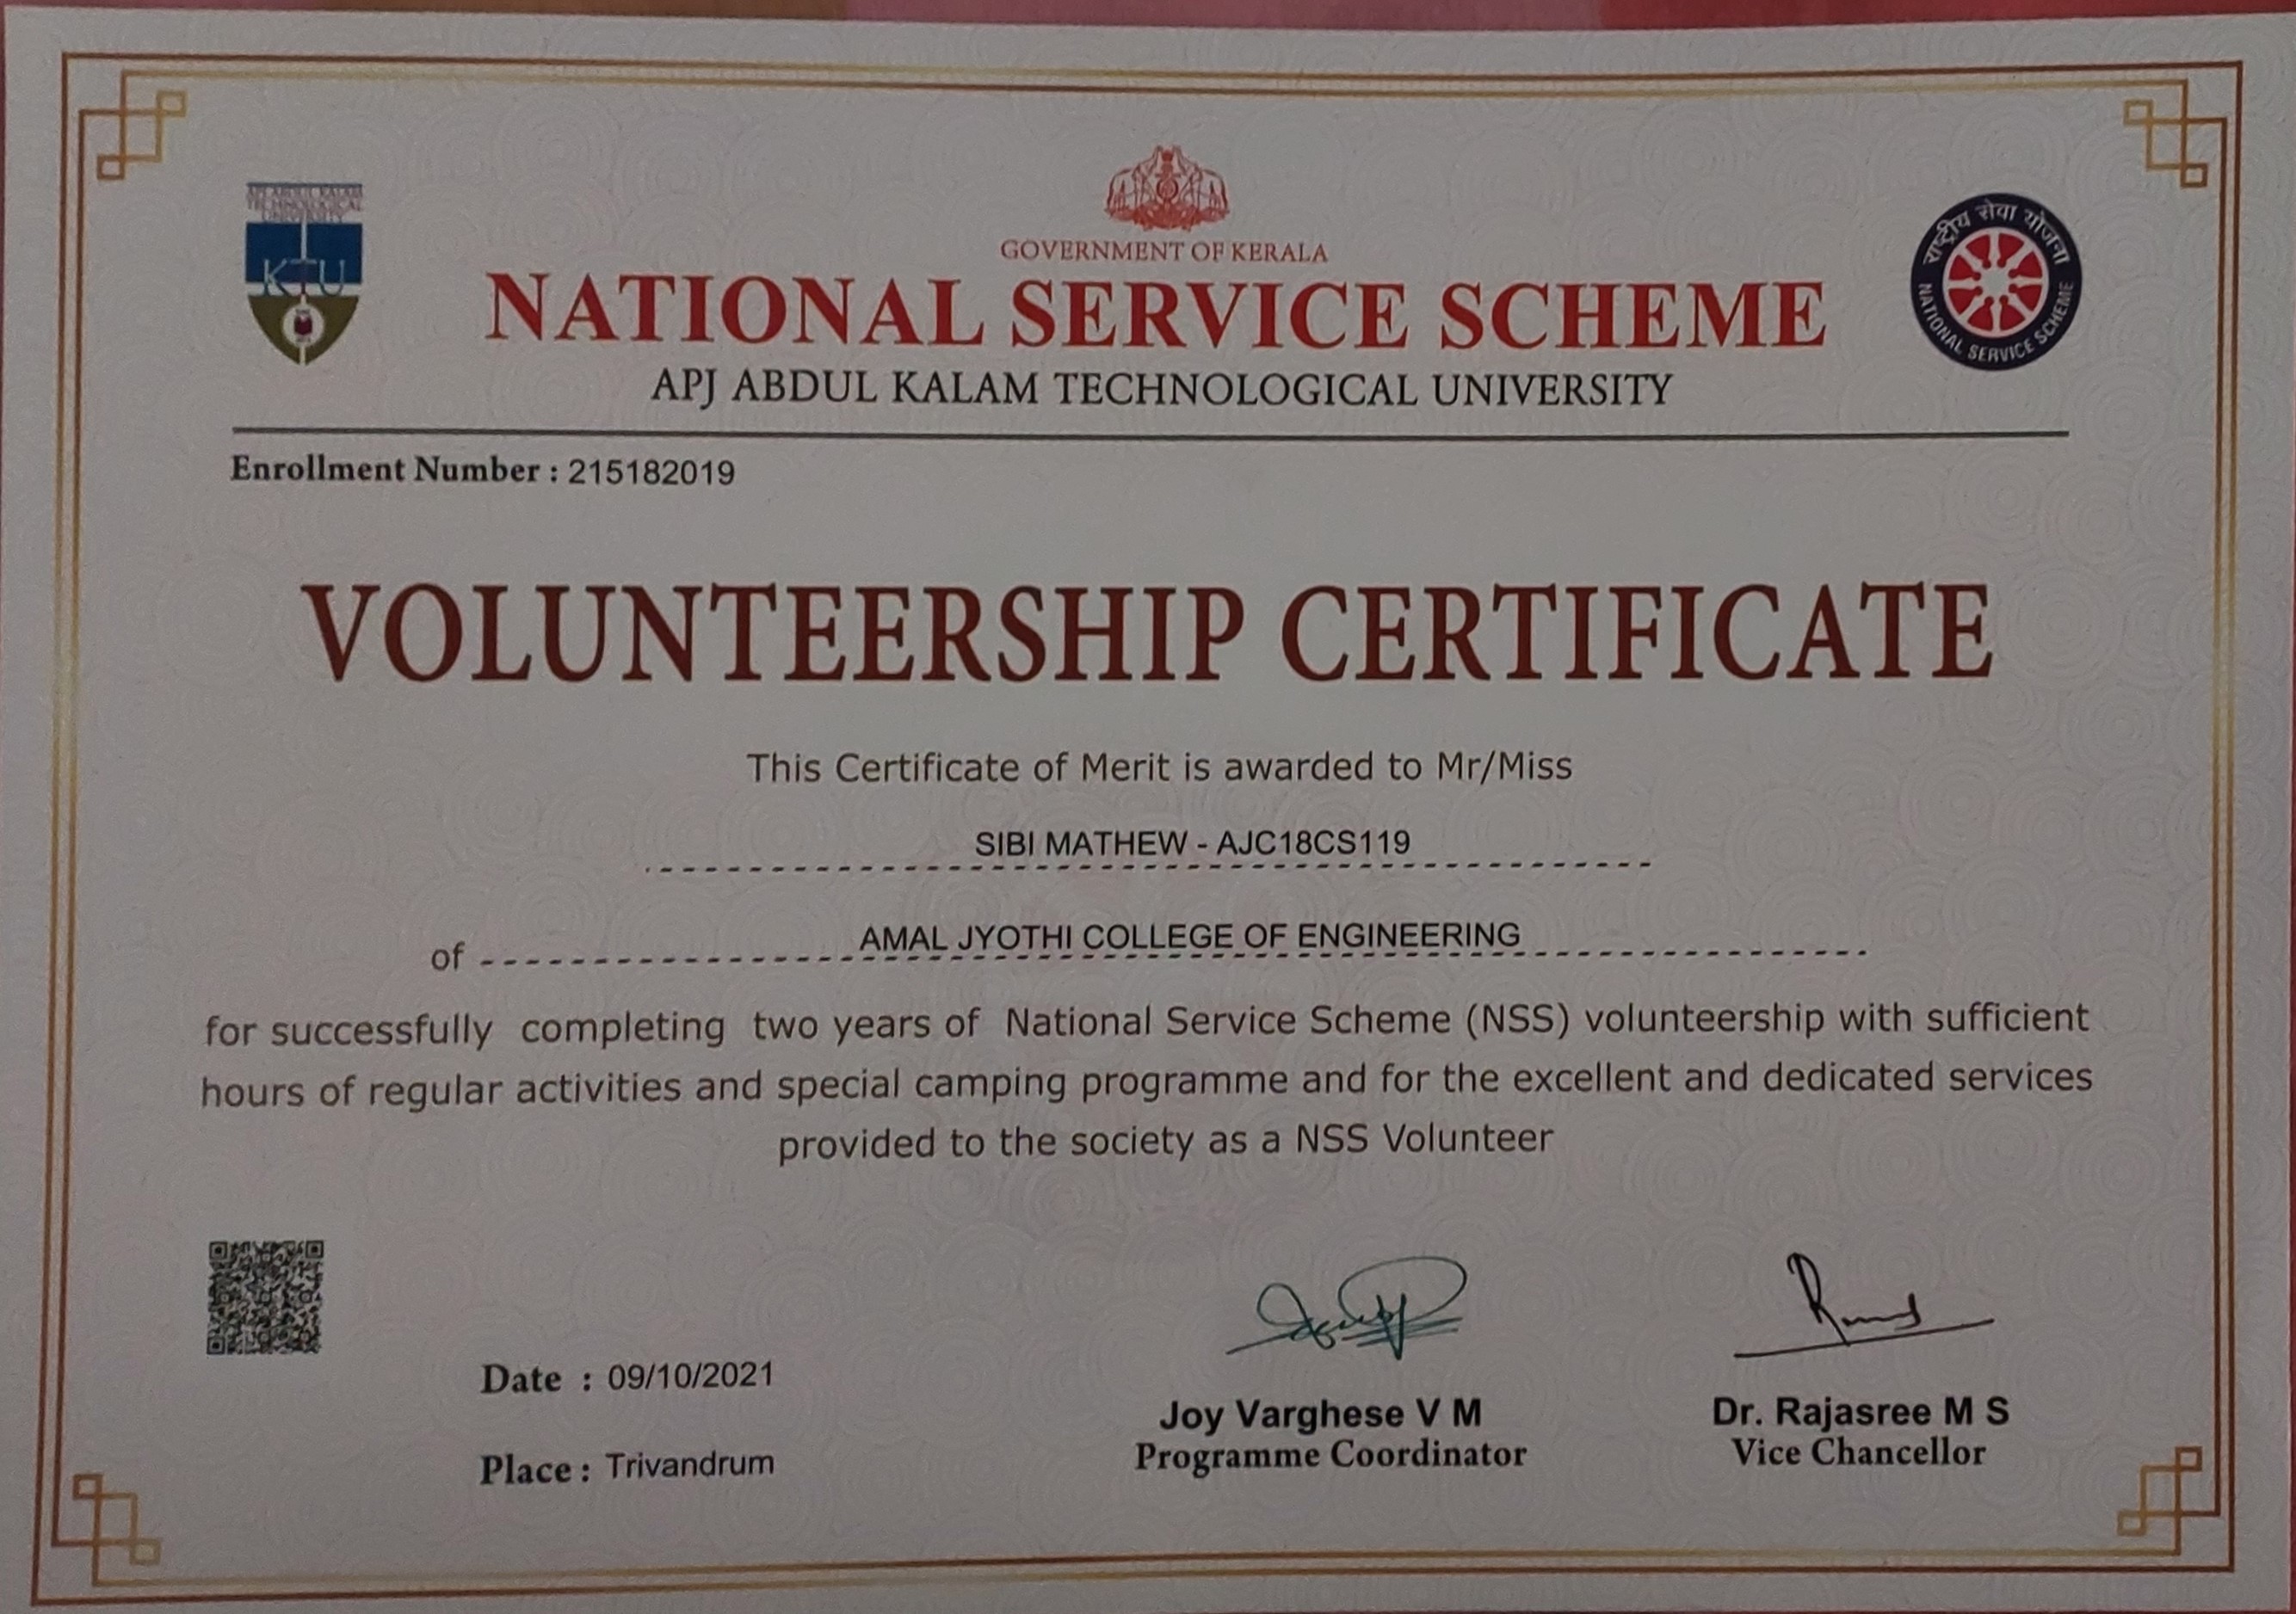 API ABDUL KALAM
TECHNOLOGICAL
UNIVERSITY
KTU
GOVERNMENT OF KERALA
NATIONAL SERVICE SCHEME
APJ ABDUL KALAM TECHNOLOGICAL UNIVERSITY
राष्ट्रीय सेवा योजना
NATIONAL SERVICE SCHEME
Enrollment Number : 215182019
VOLUNTEERSHIP CERTIFICATE
This Certificate of Merit is awarded to Mr/Miss
SIBI MATHEW - AJC18CS119
of AMAL JYOTHI COLLEGE OF ENGINEERING
for successfully completing two years of National Service Scheme (NSS) volunteership with sufficient
hours of regular activities and special camping programme and for the excellent and dedicated services
provided to the society as a NSS Volunteer
Date : 09/10/2021
Place : Trivandrum
Joy Varghese V M
Programme Coordinator
Dr. Rajasree M S
Vice Chancellor